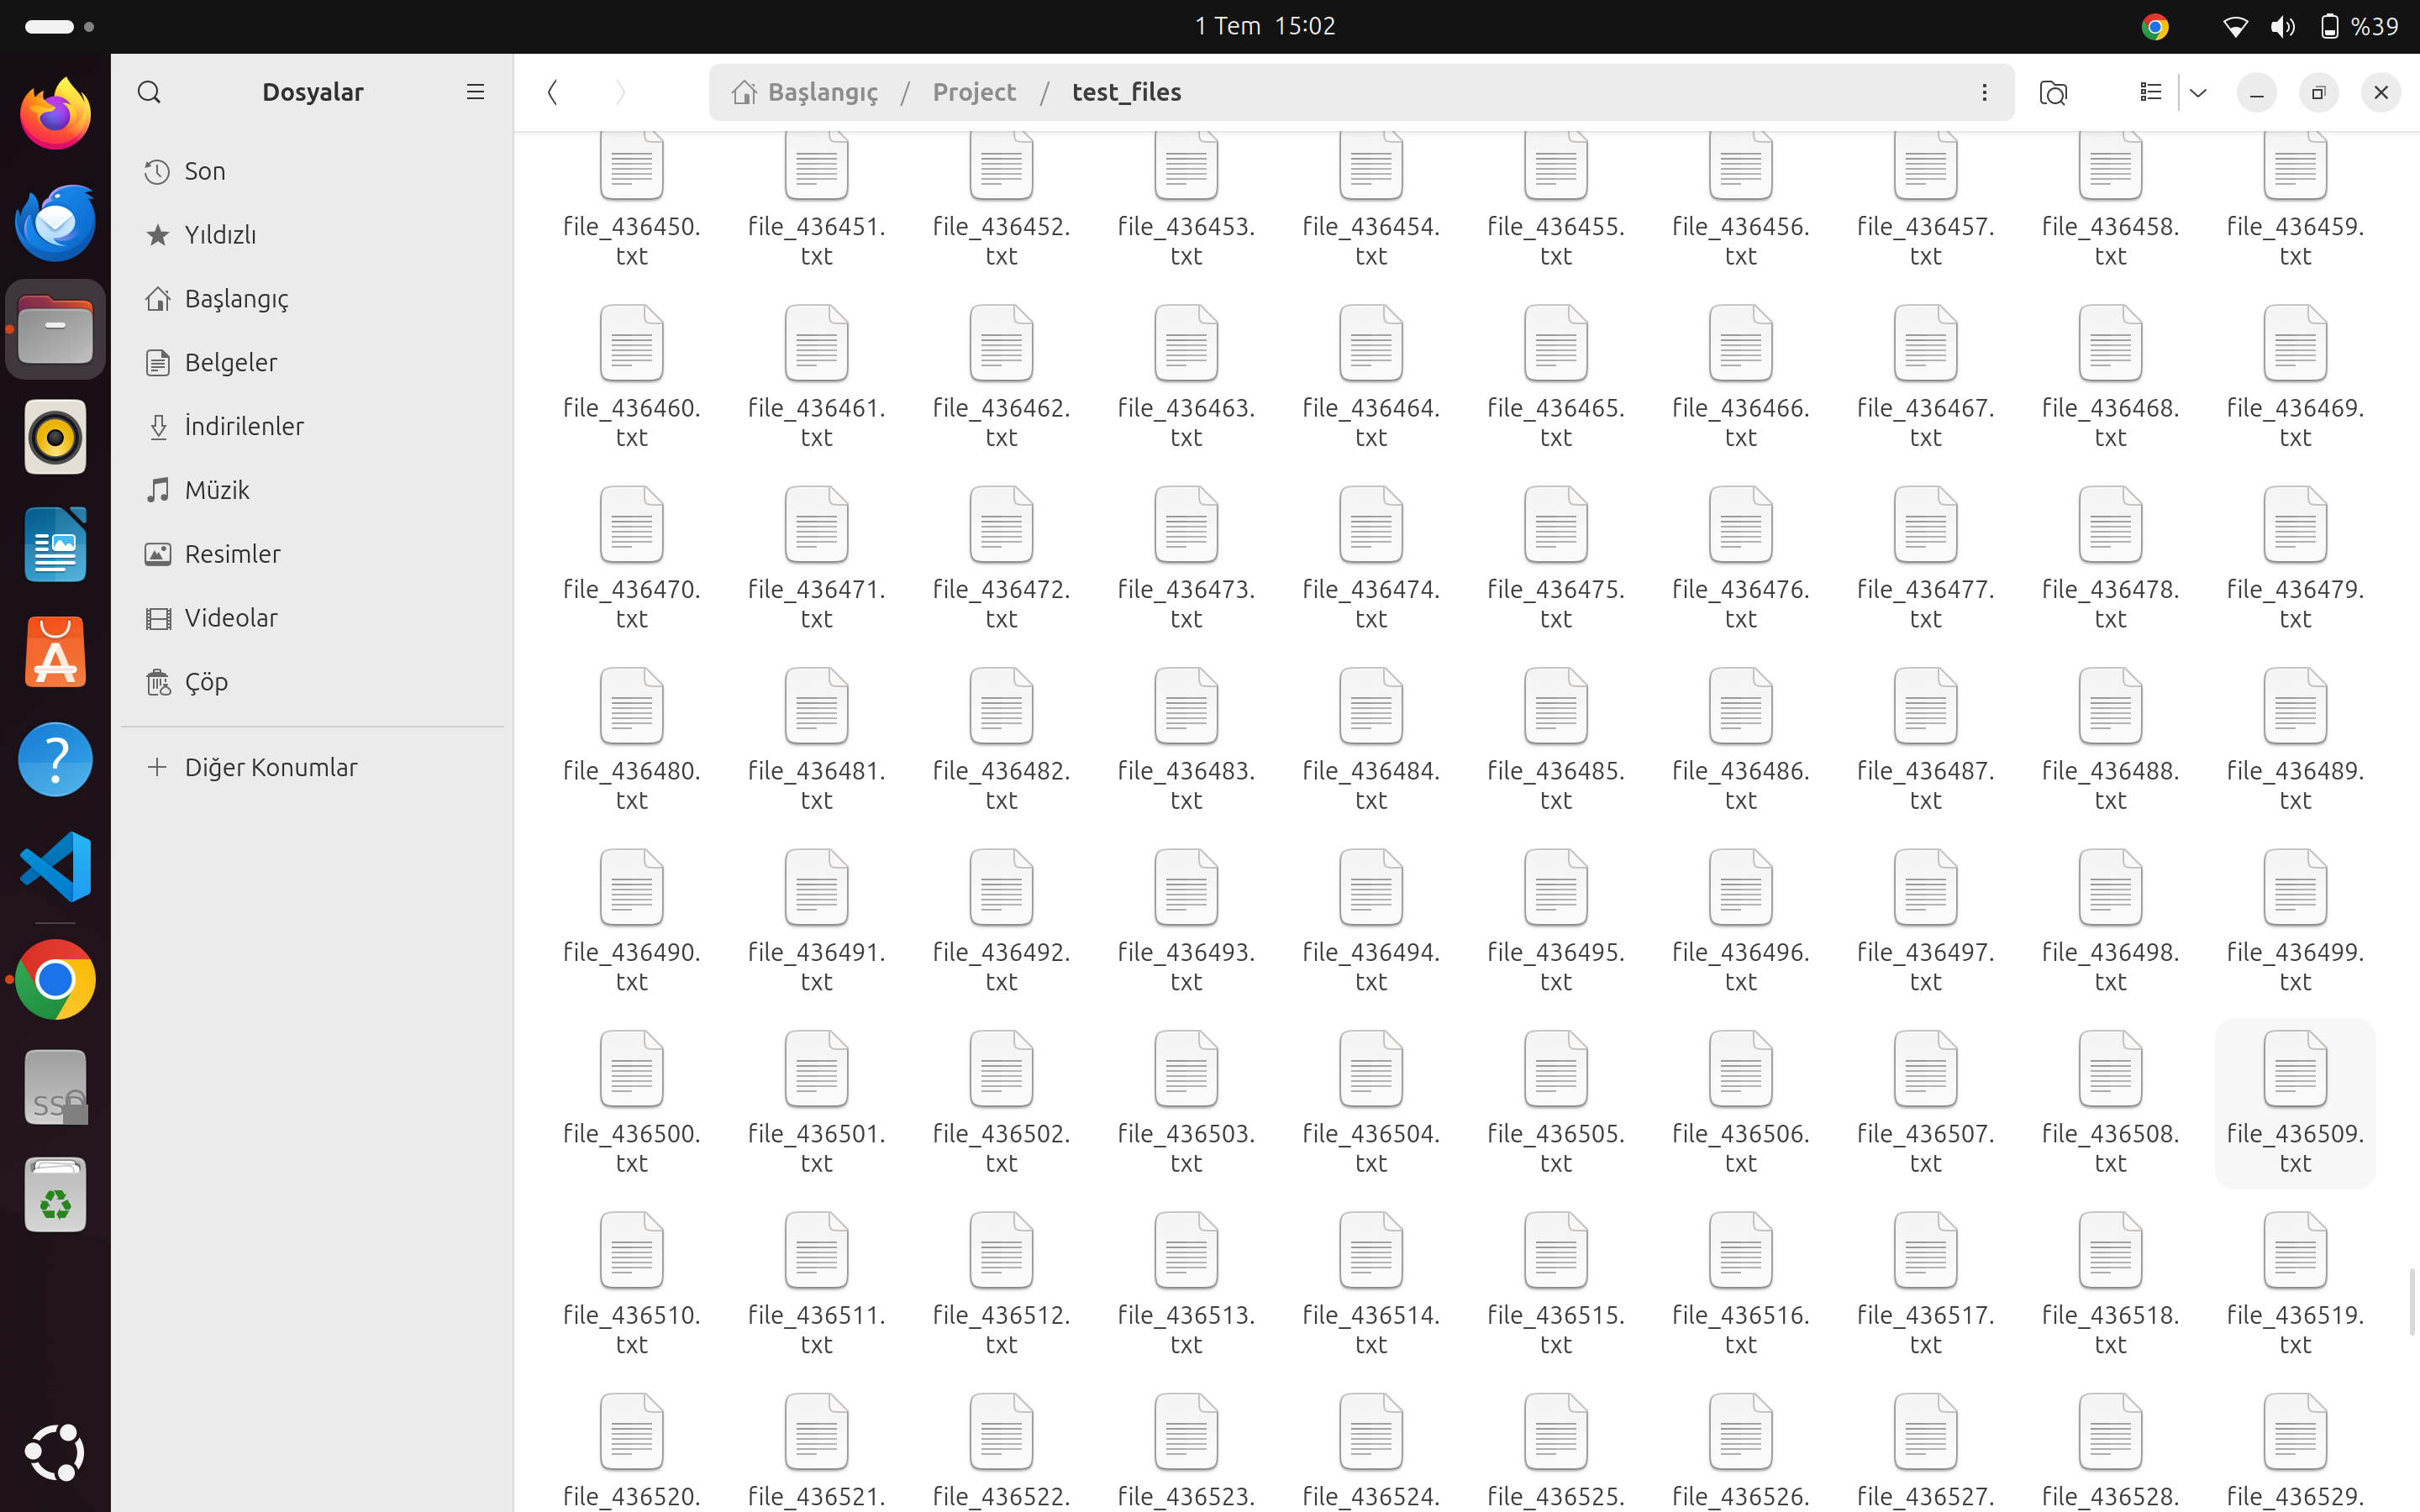 1 Tem 15:02
%39
Dosyalar
Başlangıç / Project / test_files
Son
Yıldızlı
Başlangıç
Belgeler
İndirilenler
Müzik
Resimler
Videolar
Çöp
Diğer Konumlar
SSD
file_436450. file_436451. file_436452. file_436453. file_436454. file_436455. file_436456. file_436457. file_436458. file_436459.
txt txt txt txt txt txt txt txt txt txt
file_436460. file_436461. file_436462. file_436463. file_436464. file_436465. file_436466. file_436467. file_436468. file_436469.
txt txt txt txt txt txt txt txt txt txt
file_436470. file_436471. file_436472. file_436473. file_436474. file_436475. file_436476. file_436477. file_436478. file_436479.
txt txt txt txt txt txt txt txt txt txt
file_436480. file_436481. file_436482. file_436483. file_436484. file_436485. file_436486. file_436487. file_436488. file_436489.
txt txt txt txt txt txt txt txt txt txt
file_436490. file_436491. file_436492. file_436493. file_436494. file_436495. file_436496. file_436497. file_436498. file_436499.
txt txt txt txt txt txt txt txt txt txt
file_436500. file_436501. file_436502. file_436503. file_436504. file_436505. file_436506. file_436507. file_436508. file_436509.
txt txt txt txt txt txt txt txt txt txt
file_436510. file_436511. file_436512. file_436513. file_436514. file_436515. file_436516. file_436517. file_436518. file_436519.
txt txt txt txt txt txt txt txt txt txt
file_436520. file_436521. file_436522. file_436523. file_436524. file_436525. file_436526. file_436527. file_436528. file_436529.